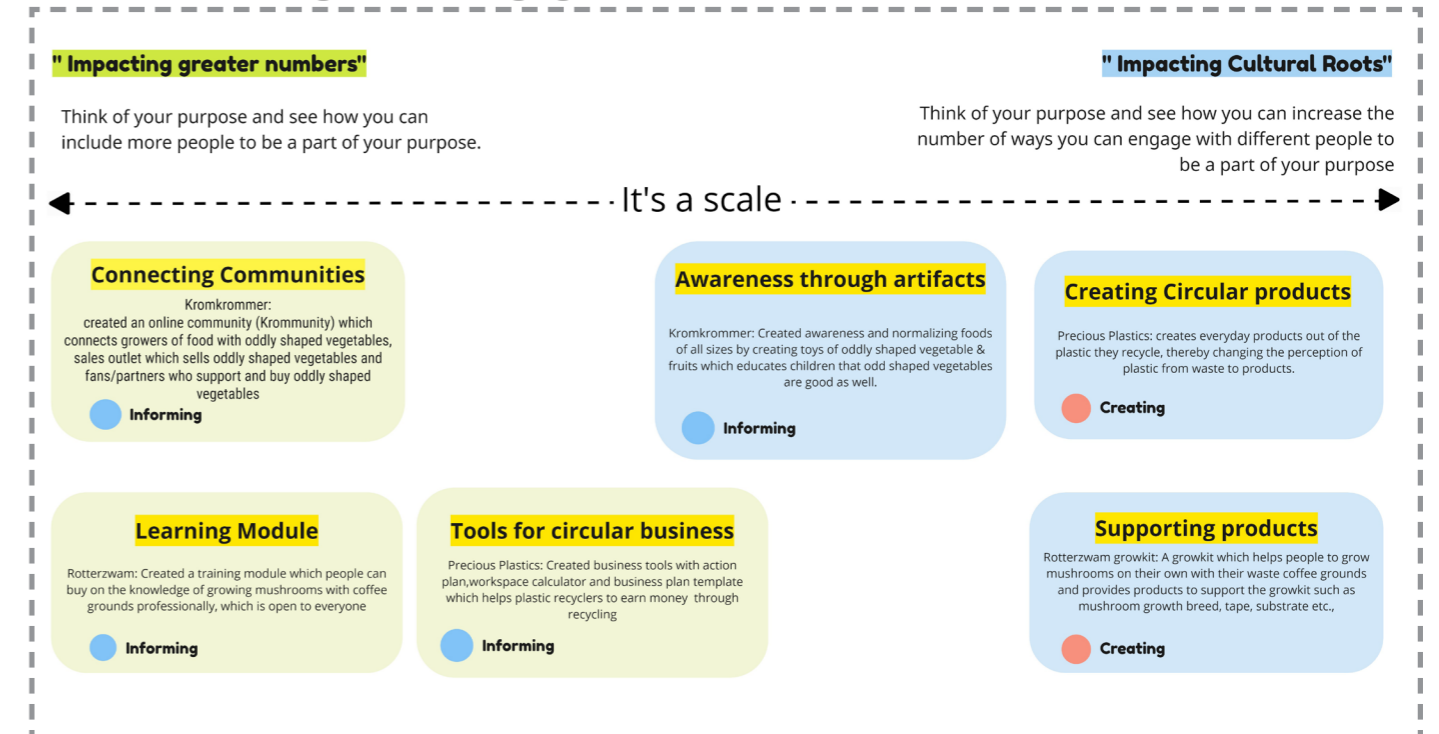 " Impacting greater numbers"
Think of your purpose and see how you can
include more people to be a part of your purpose.
" Impacting Cultural Roots"
Think of your purpose and see how you can increase the
number of ways you can engage with different people to
be a part of your purpose
It's a scale
Connecting Communities
Kromkrommer:
created an online community (Krommunity) which
connects growers of food with oddly shaped vegetables,
sales outlet which sells oddly shaped vegetables and
fans/partners who support and buy oddly shaped
vegetables
Informing
Awareness through artifacts
Kromkrommer: Created awareness and normalizing foods
of all sizes by creating toys of oddly shaped vegetable &
fruits which educates children that odd shaped vegetables
are good as well.
Informing
Creating Circular products
Precious Plastics: creates everyday products out of the
plastic they recycle, thereby changing the perception of
plastic from waste to products.
Creating
Learning Module
Rotterzwam: Created a training module which people can
buy on the knowledge of growing mushrooms with coffee
grounds professionally, which is open to everyone
Informing
Tools for circular business
Precious Plastics: Created business tools with action
plan,workspace calculator and business plan template
which helps plastic recyclers to earn money through
recycling
Informing
Supporting products
Rotterzwam growkit: A growkit which helps people to grow
mushrooms on their own with their waste coffee grounds
and provides products to support the growkit such as
mushroom growth breed, tape, substrate etc.,
Creating